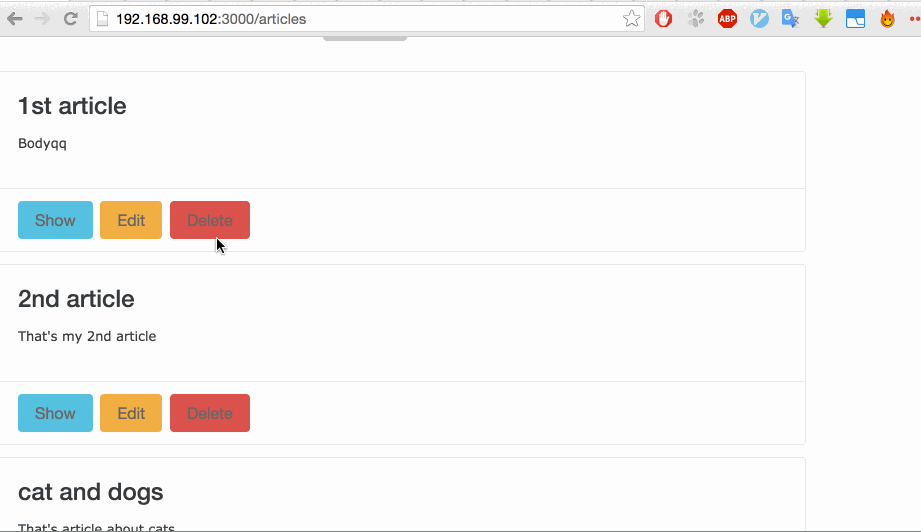 192.168.99.102:3000/articles
ABP
1st article
Bodyqq
Show Edit Delete
2nd article
That's my 2nd article
Show Edit Delete
cat and dogs
That's article about cats